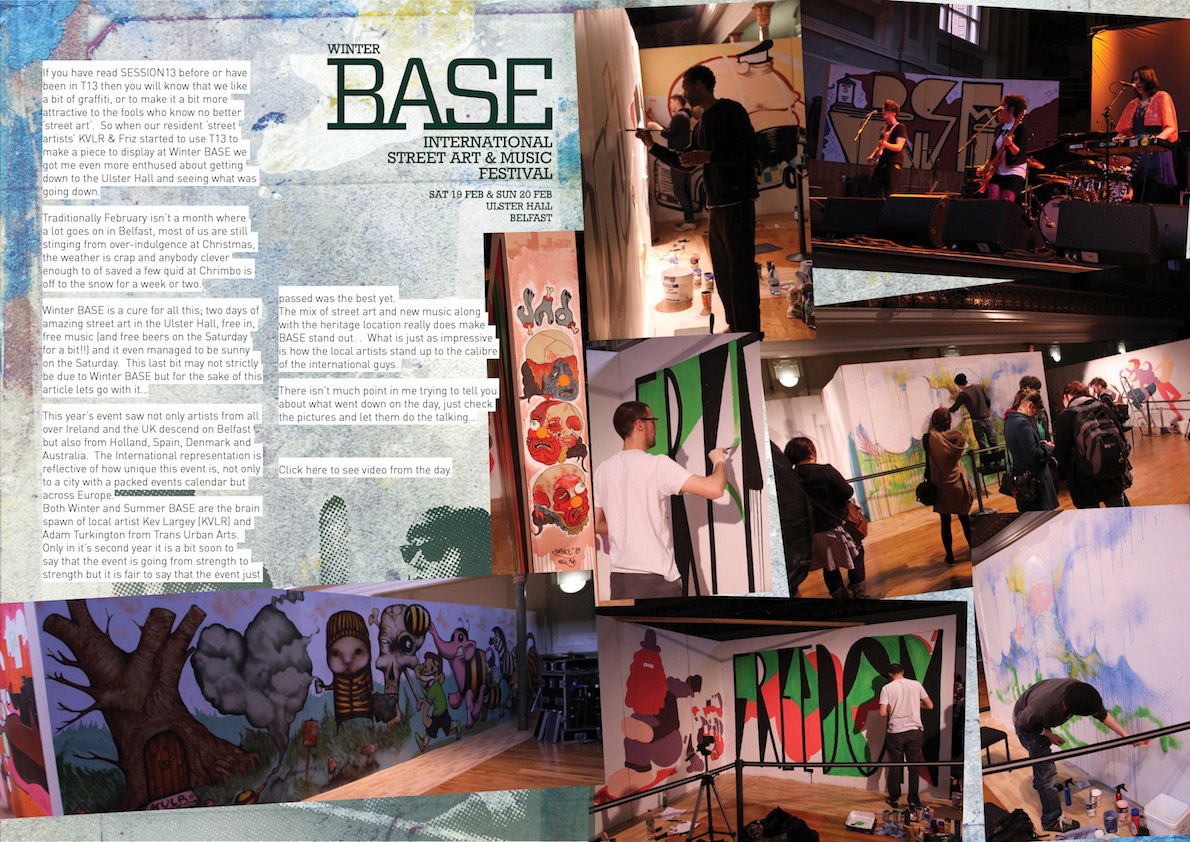 WINTER
BASE
INTERNATIONAL
STREET ART & MUSIC
FESTIVAL
SAT 19 FEB & SUN 20 FEB
ULSTER HALL
BELFAST
If you have read SESSION13 before or have
been in T13 then you will know that we like
a bit of graffiti, or to make it a bit more
attractive to the fools who know no better
'street art'.  So when our resident 'street
artists' KVLR & Friz started to use T13 to
make a piece to display at Winter BASE we
got me even more enthused about getting
down to the Ulster Hall and seeing what was
going down.
Traditionally February isn't a month where
a lot goes on in Belfast, most of us are still
stinging from over-indulgence at Christmas,
the weather is crap and anybody clever
enough to of saved a few quid at Chrimbo is
off to the snow for a week or two.
Winter BASE is a cure for all this; two days of
amazing street art in the Ulster Hall, free in,
free music (and free beers on the Saturday
for a bit!!) and it even managed to be sunny
on the Saturday.  This last bit may not strictly
be due to Winter BASE but for the sake of this
article lets go with it...
This year's event saw not only artists from all
over Ireland and the UK descend on Belfast
but also from Holland, Spain, Denmark and
Australia.  The International representation is
reflective of how unique this event is, not only
to a city with a packed events calendar but
across Europe.
Both Winter and Summer BASE are the brain
spawn of local artist Kev Largey (KVLR) and
Adam Turkington from Trans Urban Arts.
Only in it's second year it is a bit soon to
say that the event is going from strength to
strength but it is fair to say that the event just
passed was the best yet.
The mix of street art and new music along
with the heritage location really does make
BASE stand out. .  What is just as impressive
is how the local artists stand up to the calibre
of the international guys.
There isn't much point in me trying to tell you
about what went down on the day, just check
the pictures and let them do the talking...
Click here to see video from the day.
KVLR